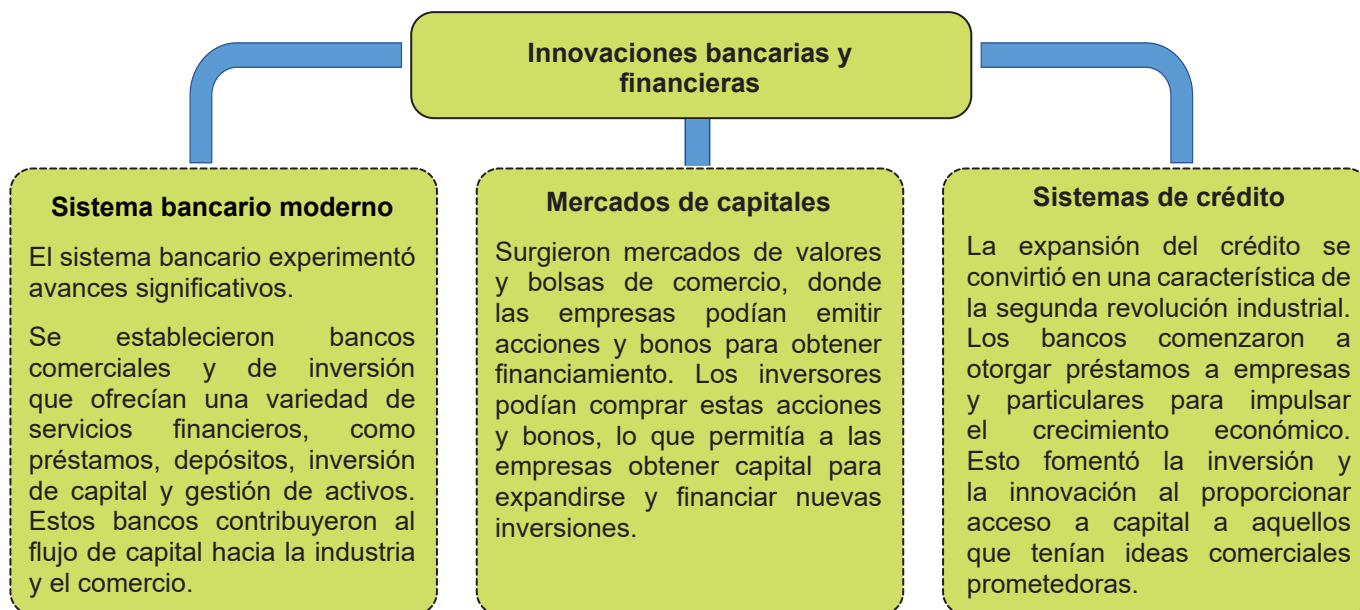 Innovaciones bancarias y
financieras
Sistema bancario moderno
El sistema bancario experimentó
avances significativos.
Se establecieron bancos
comerciales y de inversión
que ofrecían una variedad de
servicios financieros, como
préstamos, depósitos, inversión
de capital y gestión de activos.
Estos bancos contribuyeron al
flujo de capital hacia la industria
y el comercio.
Mercados de capitales
Surgieron mercados de valores
y bolsas de comercio, donde
las empresas podían emitir
acciones y bonos para obtener
financiamiento. Los inversores
podían comprar estas acciones
y bonos, lo que permitía a las
empresas obtener capital para
expandirse y financiar nuevas
inversiones.
Sistemas de crédito
La expansión del crédito se
convirtió en una característica de
la segunda revolución industrial.
Los bancos comenzaron a
otorgar préstamos a empresas
y particulares para impulsar
el crecimiento económico.
Esto fomentó la inversión y
la innovación al proporcionar
acceso a capital a aquellos
que tenían ideas comerciales
prometedoras.